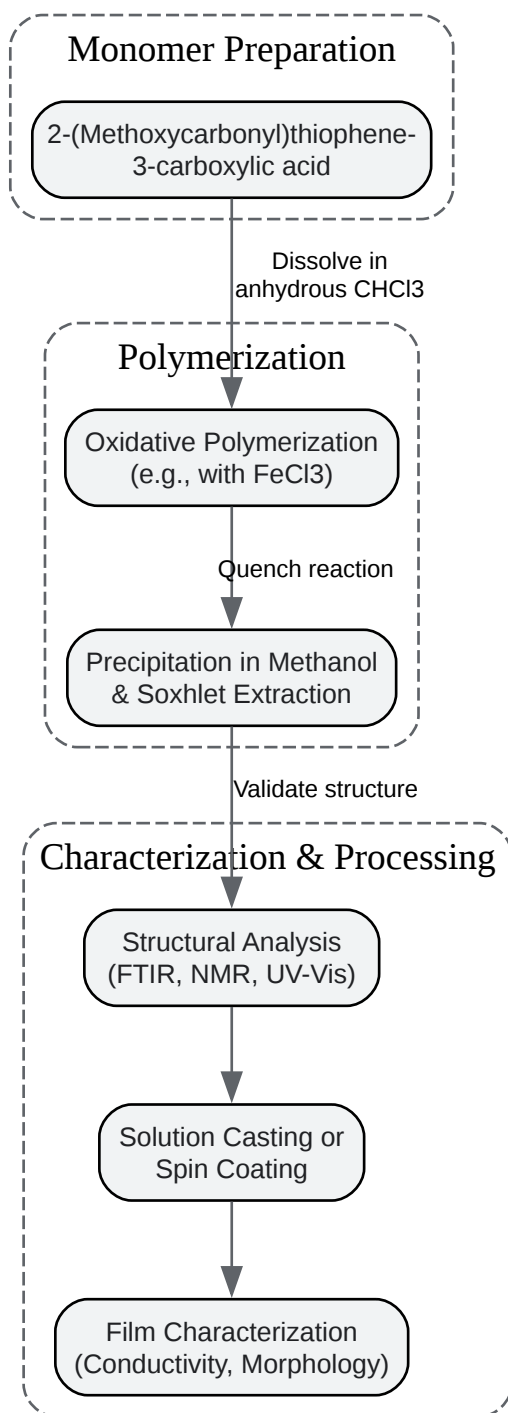 Monomer Preparation
2-(Methoxycarbonyl)thiophene-
3-carboxylic acid
Dissolve in
anhydrous CHCl3
Polymerization
Oxidative Polymerization
(e.g., with FeCl3)
Quench reaction
Precipitation in Methanol
& Soxhlet Extraction
Validate structure
Characterization & Processing
Structural Analysis
(FTIR, NMR, UV-Vis)
Solution Casting or
Spin Coating
Film Characterization
(Conductivity, Morphology)